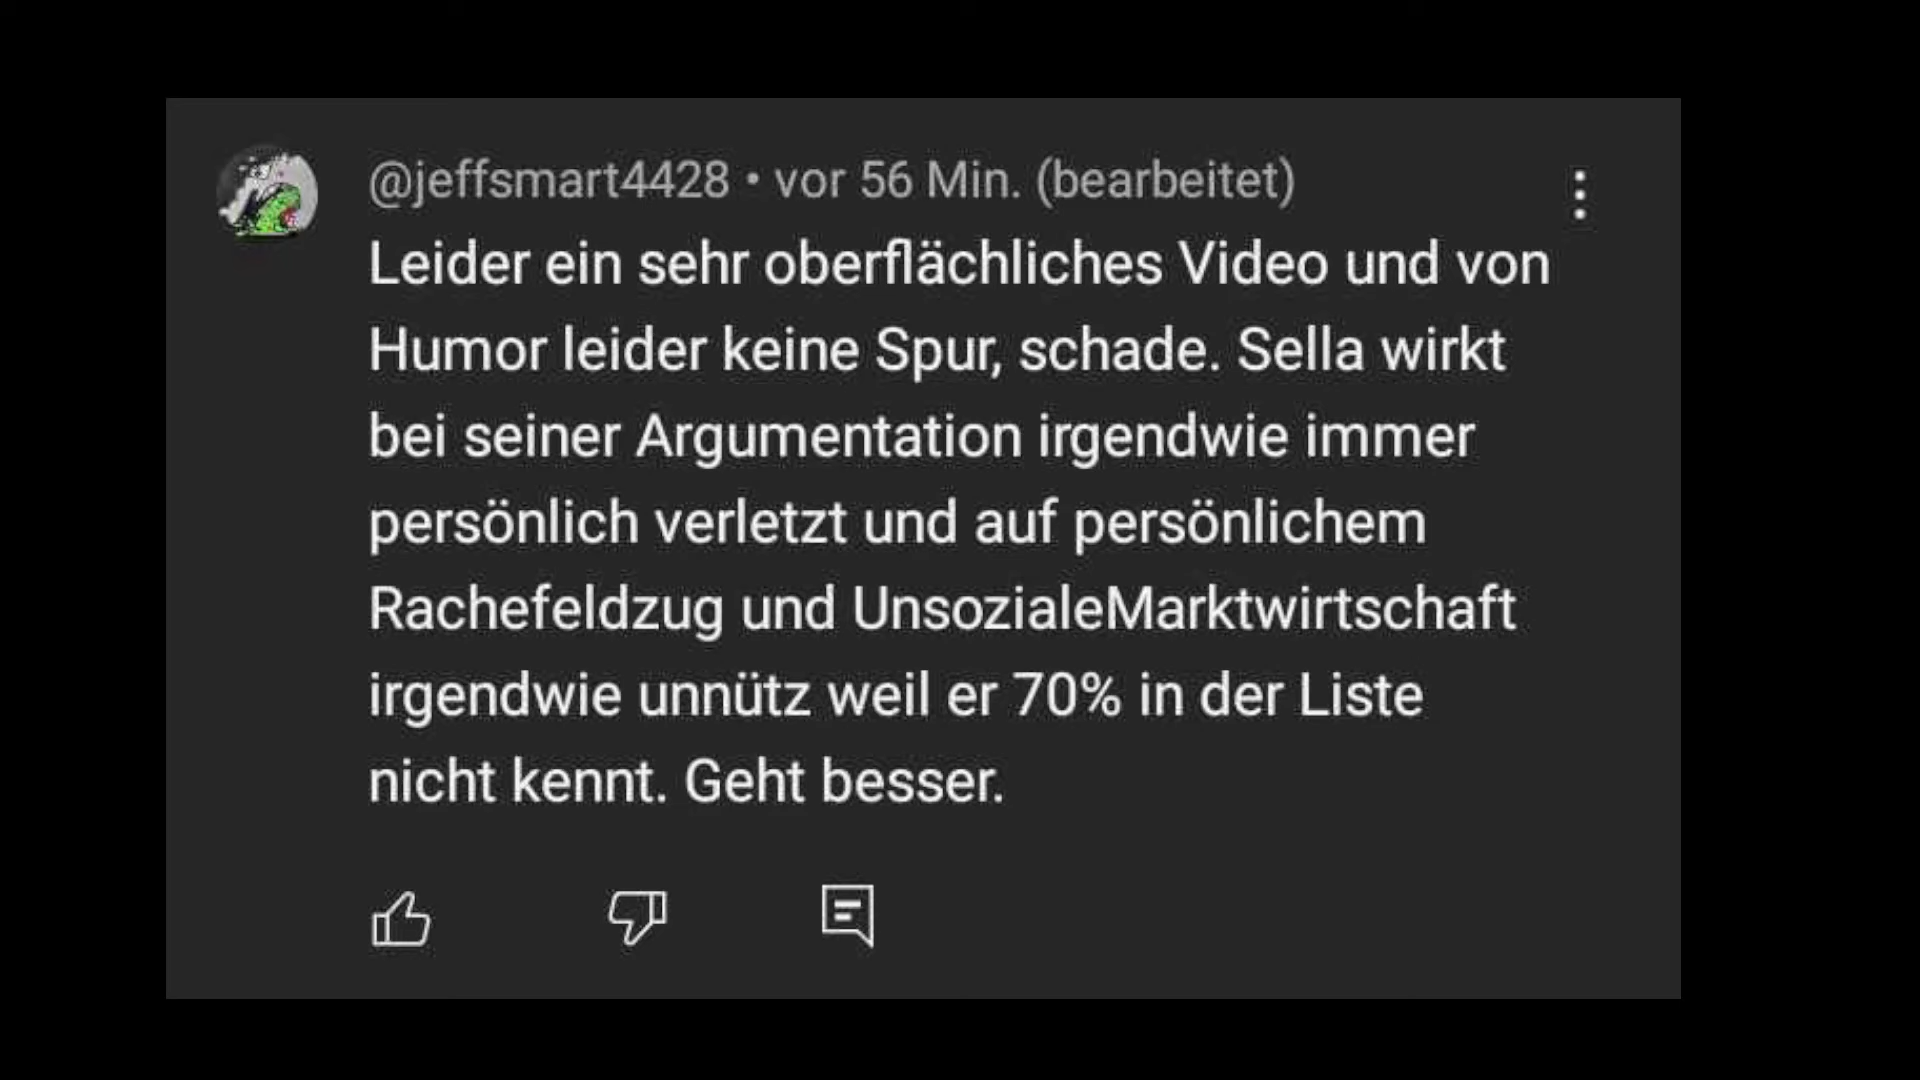 @jeffsmart4428 • vor 56 Min. (bearbeitet)
Leider ein sehr oberflächliches Video und von
Humor leider keine Spur, schade. Sella wirkt
bei seiner Argumentation irgendwie immer
persönlich verletzt und auf persönlichem
Rachefeldzug und UnsozialeMarktwirtschaft
irgendwie unnütz weil er 70% in der Liste
nicht kennt. Geht besser.